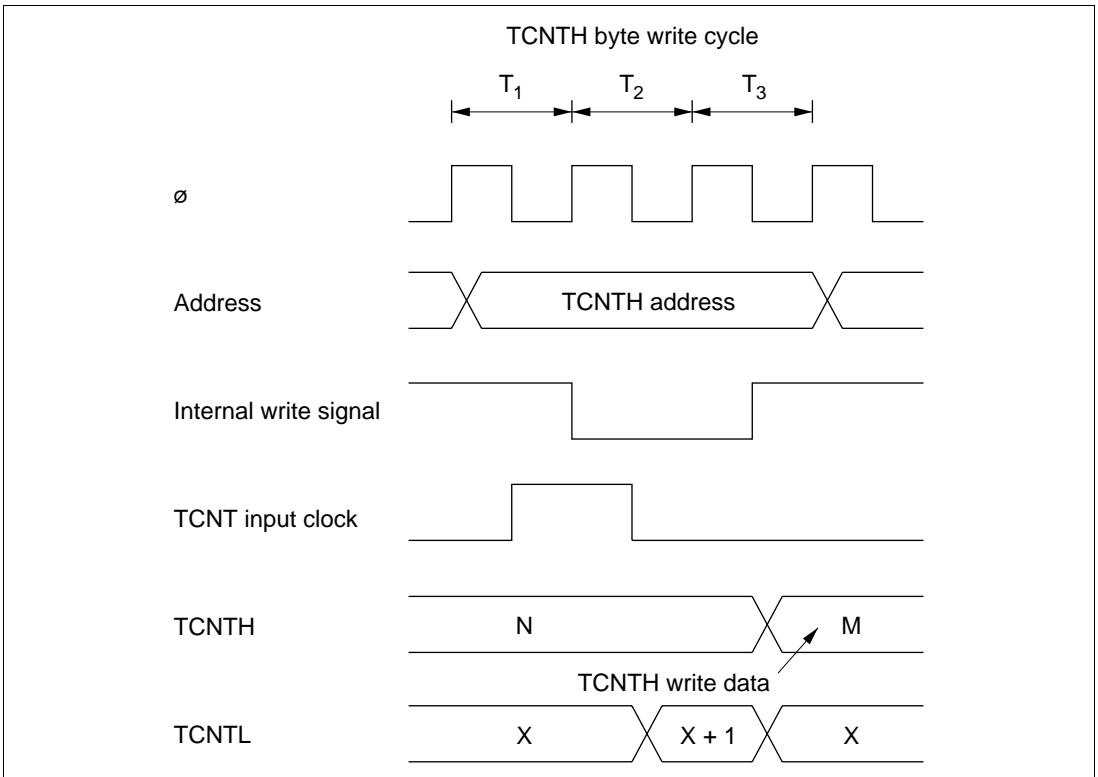 TCNTH byte write cycle
T1 T2 T3
ø
Address TCNTH address
Internal write signal
TCNT input clock
TCNTH N M
TCNTH write data
TCNTL X X + 1 X